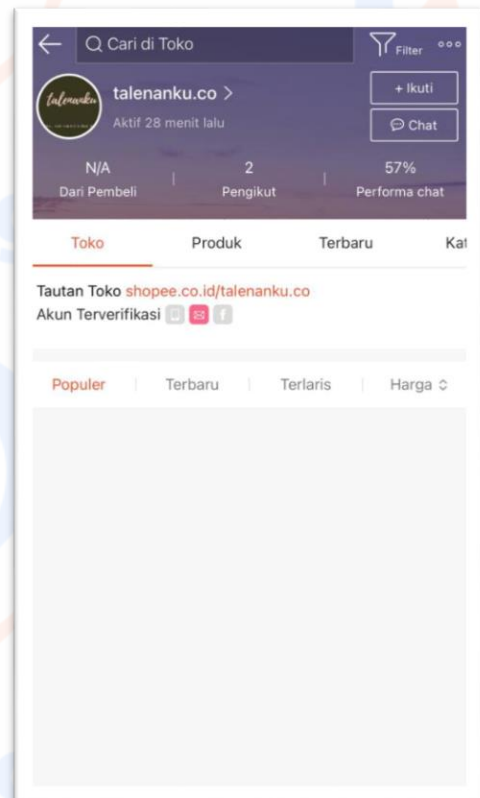 Cari di Toko
Filter
talenanku
talenanku.co >
Aktif 28 menit lalu
+ Ikuti
Chat
N/A
Dari Pembeli
2
Pengikut
57%
Performa chat
Toko Produk Terbaru Kat
Tautan Toko shopee.co.id/talenanku.co
Akun Terverifikasi
Populer Terbaru Terlaris Harga